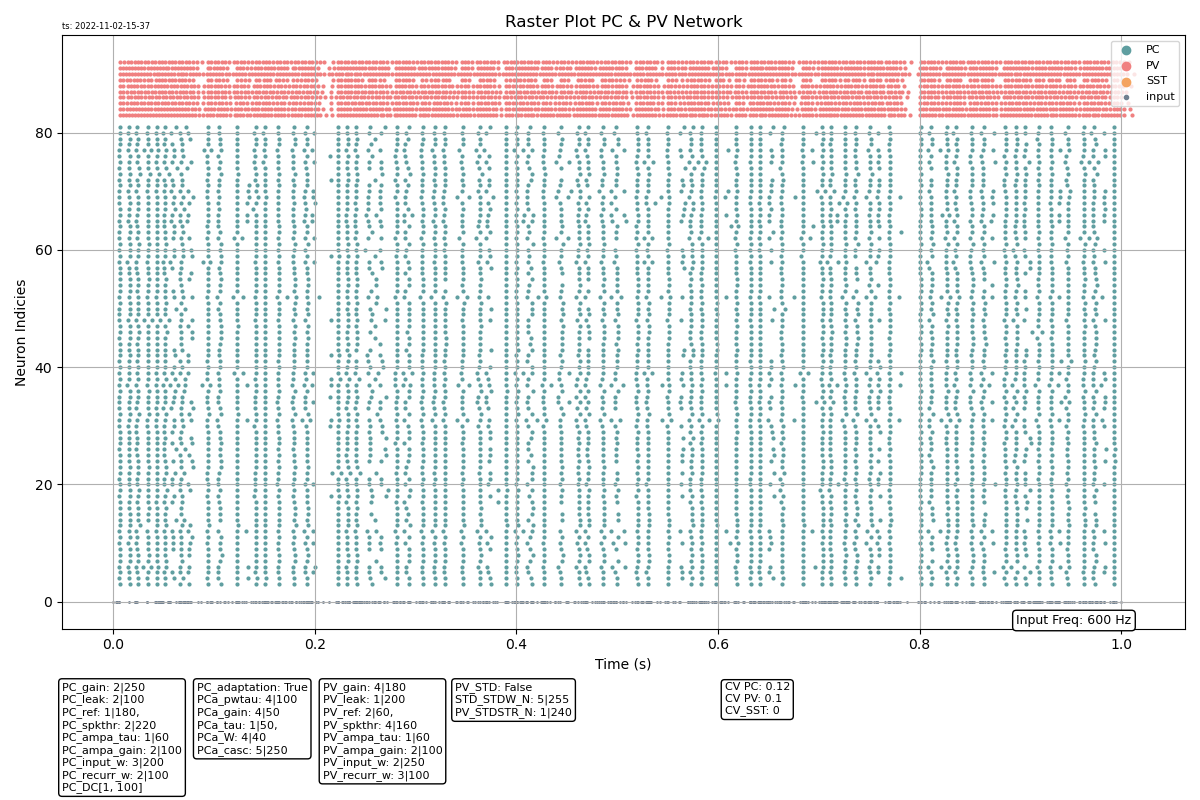 ts: 2022-11-02-15-37
Raster Plot PC & PV Network
PC
PV
SST
input
80
60
40
20
0
Neuron Indicies
Input Freq: 600 Hz
0.0
0.2
0.4
0.6
0.8
1.0
Time (s)
PC_gain: 2|250
PC_leak: 2|100
PC_ref: 1|180,
PC_spkthr: 2|220
PC_ampa_tau: 1|60
PC_ampa_gain: 2|100
PC_input_w: 3|200
PC_recurr_w: 2|100
PC_DC[1, 100]
PC_adaptation: True
PCa_pwtau: 4|100
PCa_gain: 4|50
PCa_tau: 1|50,
PCa_W: 4|40
PCa_casc: 5|250
PV_gain: 4|180
PV_leak: 1|200
PV_ref: 2|60,
PV_spkthr: 4|160
PV_ampa_tau: 1|60
PV_ampa_gain: 2|100
PV_input_w: 2|250
PV_recurr_w: 3|100
PV_STD: False
STD_STDW_N: 5|255
PV_STDSTR_N: 1|240
CV PC: 0.12
CV PV: 0.1
CV_SST: 0